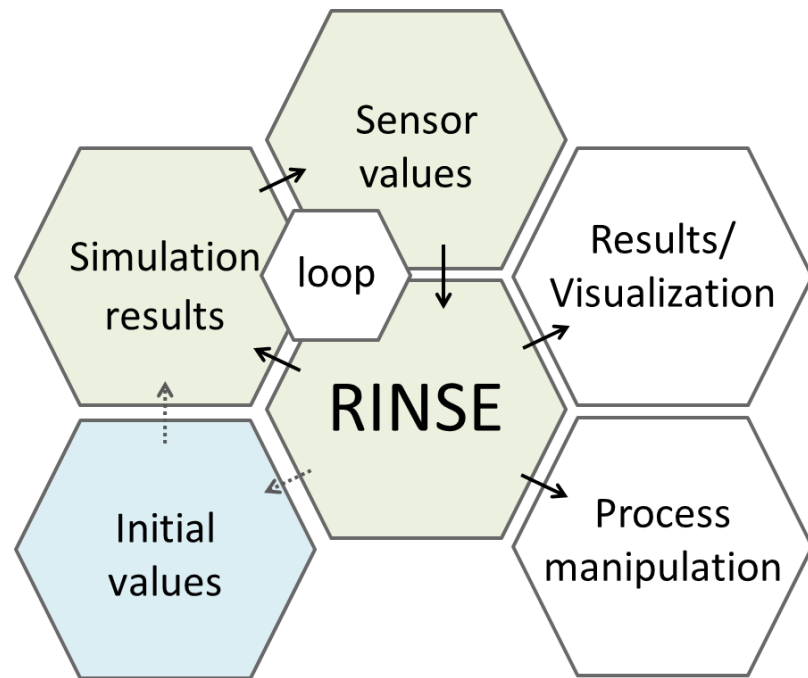 Sensor
values
Simulation
results
loop
Results/
Visualization
RINSE
Initial
values
Process
manipulation